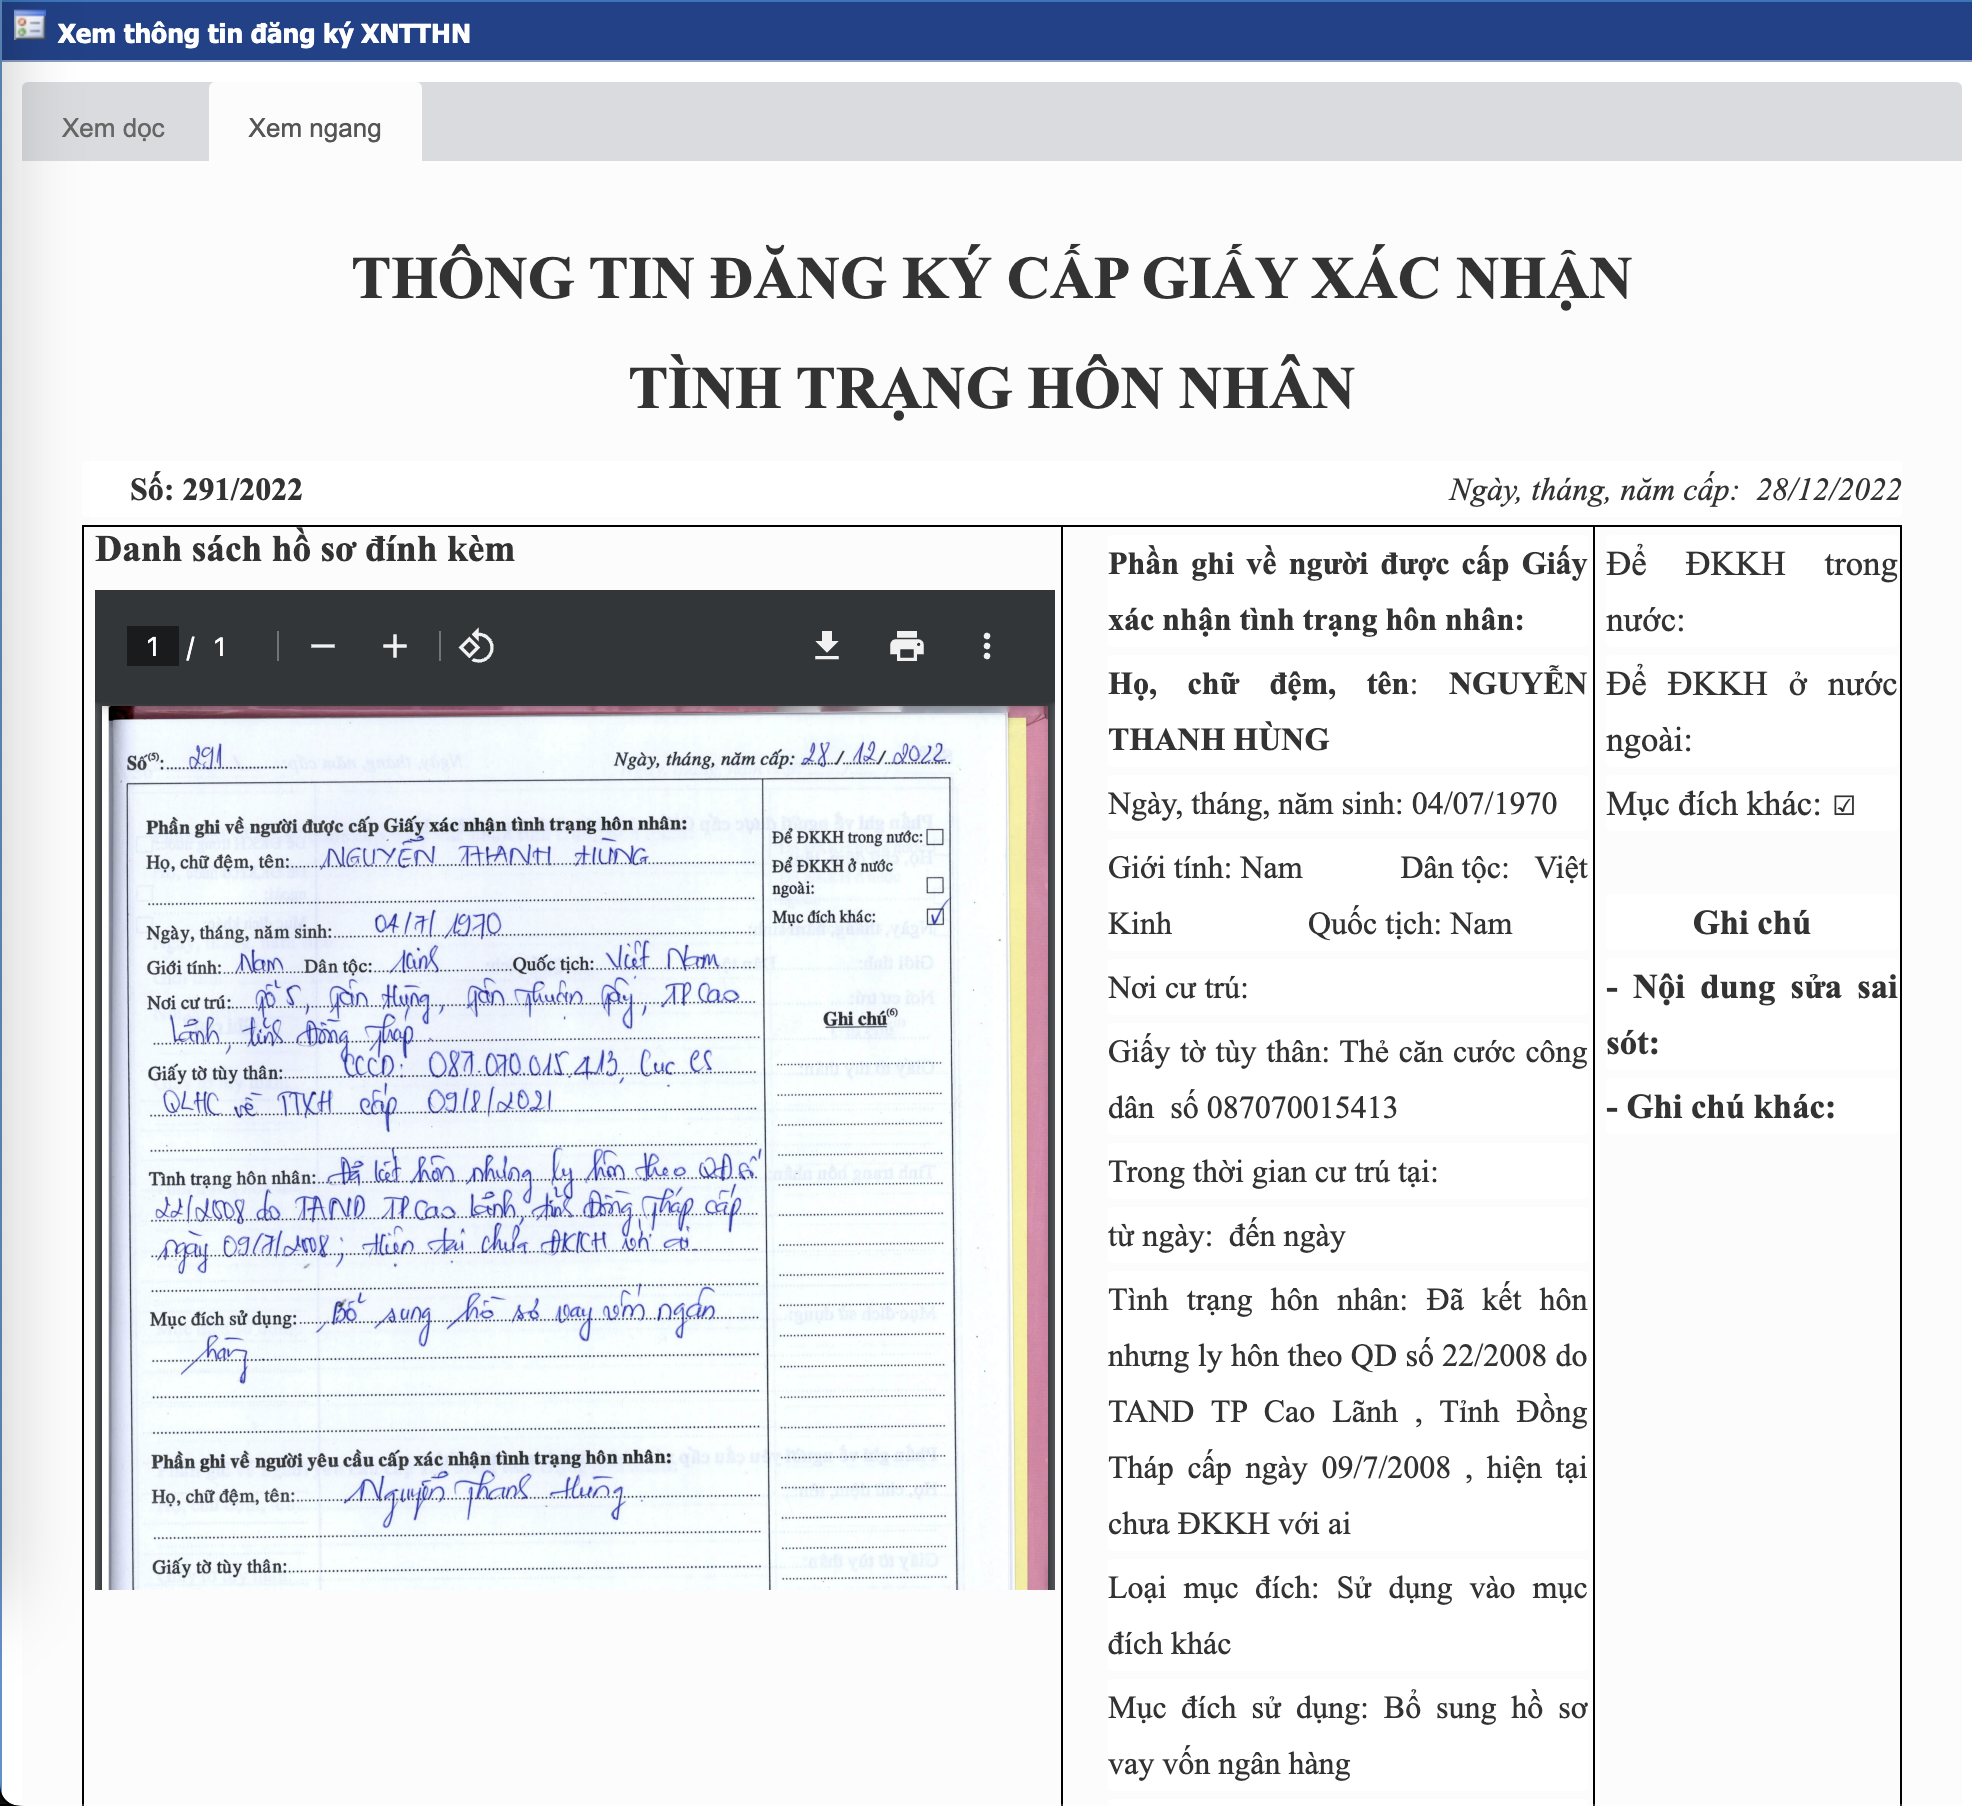 Xem thông tin đăng ký XNTTHN
Xem dọc
Xem ngang
THÔNG TIN ĐĂNG KÝ CẤP GIẤY XÁC NHẬN
TÌNH TRẠNG HÔN NHÂN
Số: 291/2022
Ngày, tháng, năm cấp: 28/12/2022
Danh sách hồ sơ đính kèm
1 / 1
Số(5): 291
Ngày, tháng, năm cấp: 28/12/2022
Phần ghi về người được cấp Giấy xác nhận tình trạng hôn nhân:
Họ, chữ đệm, tên: NGUYỄN THANH HÙNG
Ngày, tháng, năm sinh: 04/7/1970
Giới tính: Nam Dân tộc: Kinh Quốc tịch: Việt Nam
Nơi cư trú: Tổ 5, Tân Hùng, Tân Thuận Tây, TP Cao
Lãnh, tỉnh Đồng Tháp
Giấy tờ tùy thân: CCCD: 087.070.015.413, Cục CS
QLHC về TTXH cấp 09/8/2021
Tình trạng hôn nhân: Đã kết hôn nhưng ly hôn theo QĐ số
22/2008 do TAND TP Cao Lãnh, tỉnh Đồng Tháp cấp
ngày 09/7/2008; Hiện tại chưa ĐKKH với ai.
Mục đích sử dụng: Bổ sung hồ sơ vay vốn ngân
hàng
Phần ghi về người yêu cầu cấp xác nhận tình trạng hôn nhân:
Họ, chữ đệm, tên: Nguyễn Thanh Hùng
Giấy tờ tùy thân:
Để ĐKKH trong nước: ☐
Để ĐKKH ở nước
ngoài: ☐
Mục đích khác: ☑
Ghi chú(6)
Phần ghi về người được cấp Giấy
xác nhận tình trạng hôn nhân:
Họ, chữ đệm, tên: NGUYỄN
THANH HÙNG
Ngày, tháng, năm sinh: 04/07/1970
Giới tính: Nam Dân tộc: Việt
Kinh Quốc tịch: Nam
Nơi cư trú:
Giấy tờ tùy thân: Thẻ căn cước công
dân số 087070015413
Trong thời gian cư trú tại:
từ ngày: đến ngày
Tình trạng hôn nhân: Đã kết hôn
nhưng ly hôn theo QD số 22/2008 do
TAND TP Cao Lãnh , Tỉnh Đồng
Tháp cấp ngày 09/7/2008 , hiện tại
chưa ĐKKH với ai
Loại mục đích: Sử dụng vào mục
đích khác
Mục đích sử dụng: Bổ sung hồ sơ
vay vốn ngân hàng
Để ĐKKH trong
nước:
Để ĐKKH ở nước
ngoài:
Mục đích khác: ☑
Ghi chú
- Nội dung sửa sai
sót:
- Ghi chú khác: